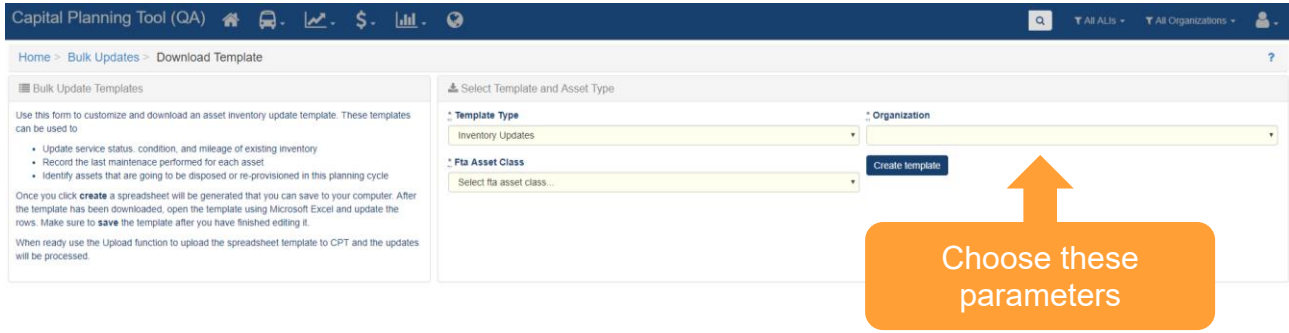 Capital Planning Tool (QA)
$
All ALIs
All Organizations
Home > Bulk Updates > Download Template
?
Bulk Update Templates
Use this form to customize and download an asset inventory update template. These templates
can be used to
• Update service status. condition, and mileage of existing inventory
• Record the last maintenace performed for each asset
• Identify assets that are going to be disposed or re-provisioned in this planning cycle
Once you click create a spreadsheet will be generated that you can save to your computer. After
the template has been downloaded, open the template using Microsoft Excel and update the
rows. Make sure to save the template after you have finished editing it.
When ready use the Upload function to upload the spreadsheet template to CPT and the updates
will be processed.
Select Template and Asset Type
* Template Type
Inventory Updates
* Organization
* Fta Asset Class
Select fta asset class...
Create template
Choose these
parameters